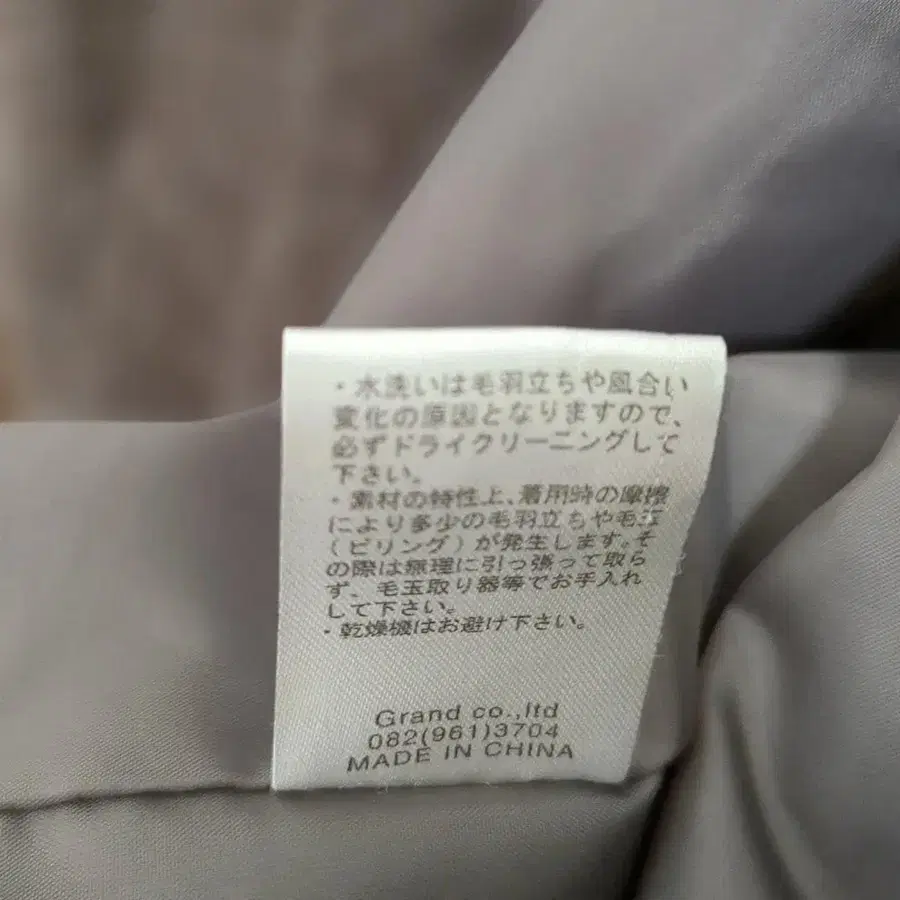 ・水洗いは毛羽立ちや風合い
変化の原因となりますので、
必ずドライクリーニングして
下さい。
・素材の特性上、着用時の摩擦
により多少の毛羽立ちや毛玉
(ピリング)が発生します。そ
の際は無理に引っ張って取ら
ず、毛玉取り器等でお手入れ
して下さい。
・乾燥機はお避け下さい。
Grand co.,ltd
082(961)3704
MADE IN CHINA